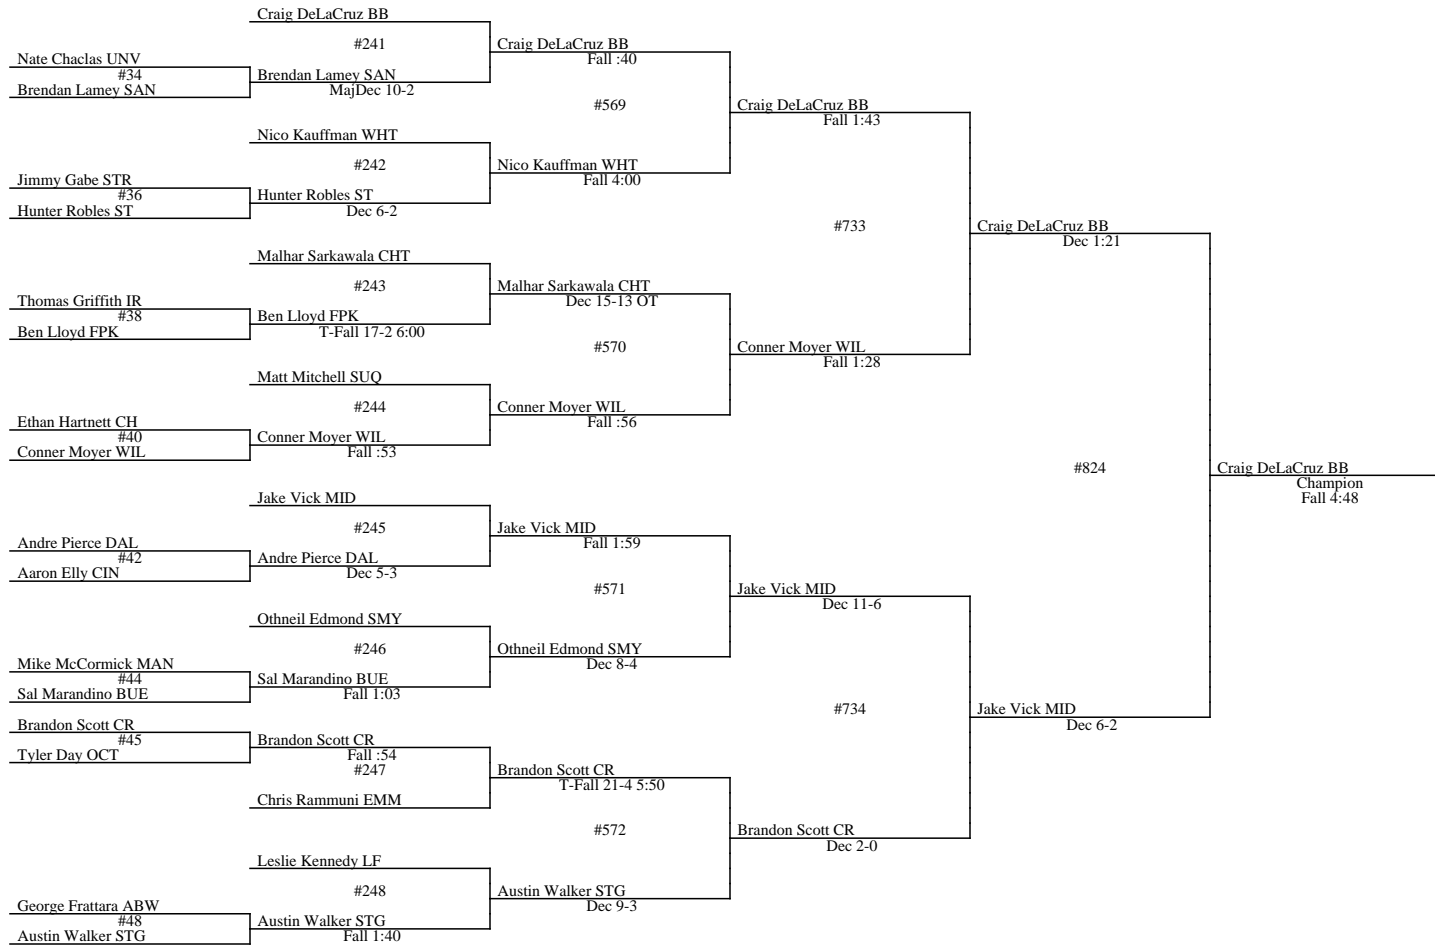 Craig DeLaCruz BB
#241
Craig DeLaCruz BB
Fall :40
Nate Chaclas UNV
#34
Brendan Lamey SAN
Brendan Lamey SAN
MajDec 10-2
#569
Craig DeLaCruz BB
Fall 1:43
Nico Kauffman WHT
#242
Nico Kauffman WHT
Fall 4:00
Jimmy Gabe STR
#36
Hunter Robles ST
Hunter Robles ST
Dec 6-2
#733
Craig DeLaCruz BB
Dec 1:21
Malhar Sarkawala CHT
#243
Malhar Sarkawala CHT
Dec 15-13 OT
Thomas Griffith IR
#38
Ben Lloyd FPK
Ben Lloyd FPK
T-Fall 17-2 6:00
#570
Conner Moyer WIL
Fall 1:28
Matt Mitchell SUQ
#244
Conner Moyer WIL
Fall :56
Ethan Hartnett CH
#40
Conner Moyer WIL
Conner Moyer WIL
Fall :53
#824
Craig DeLaCruz BB
Champion
Fall 4:48
Jake Vick MID
#245
Jake Vick MID
Fall 1:59
Andre Pierce DAL
#42
Aaron Elly CIN
Andre Pierce DAL
Dec 5-3
#571
Jake Vick MID
Dec 11-6
Othneil Edmond SMY
#246
Othneil Edmond SMY
Dec 8-4
Mike McCormick MAN
#44
Sal Marandino BUE
Sal Marandino BUE
Fall 1:03
#734
Jake Vick MID
Dec 6-2
Brandon Scott CR
#45
Tyler Day OCT
Brandon Scott CR
Fall :54
#247
Brandon Scott CR
T-Fall 21-4 5:50
Chris Rammuni EMM
#572
Brandon Scott CR
Dec 2-0
Leslie Kennedy LF
#248
Austin Walker STG
Dec 9-3
George Frattara ABW
#48
Austin Walker STG
Austin Walker STG
Fall 1:40